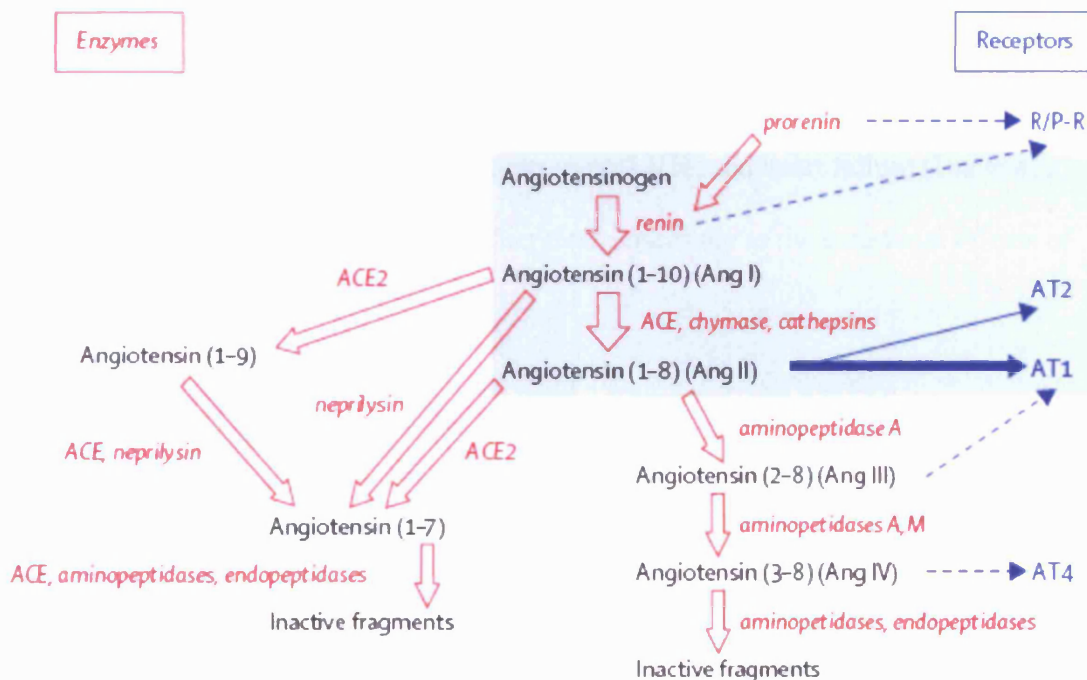 Enzymes
Receptors
prorenin
R/P-R
Angiotensinogen
renin
ACE2
Angiotensin (1–10) (Ang I)
AT2
ACE, chymase, cathepsins
Angiotensin (1–9)
Angiotensin (1–8) (Ang II)
AT1
neprilysin
aminopeptidase A
ACE, neprilysin
ACE2
Angiotensin (2–8) (Ang III)
Angiotensin (1–7)
aminopetidases A, M
ACE, aminopeptidases, endopeptidases
Angiotensin (3–8) (Ang IV)
AT4
Inactive fragments
aminopetidases, endopeptidases
Inactive fragments